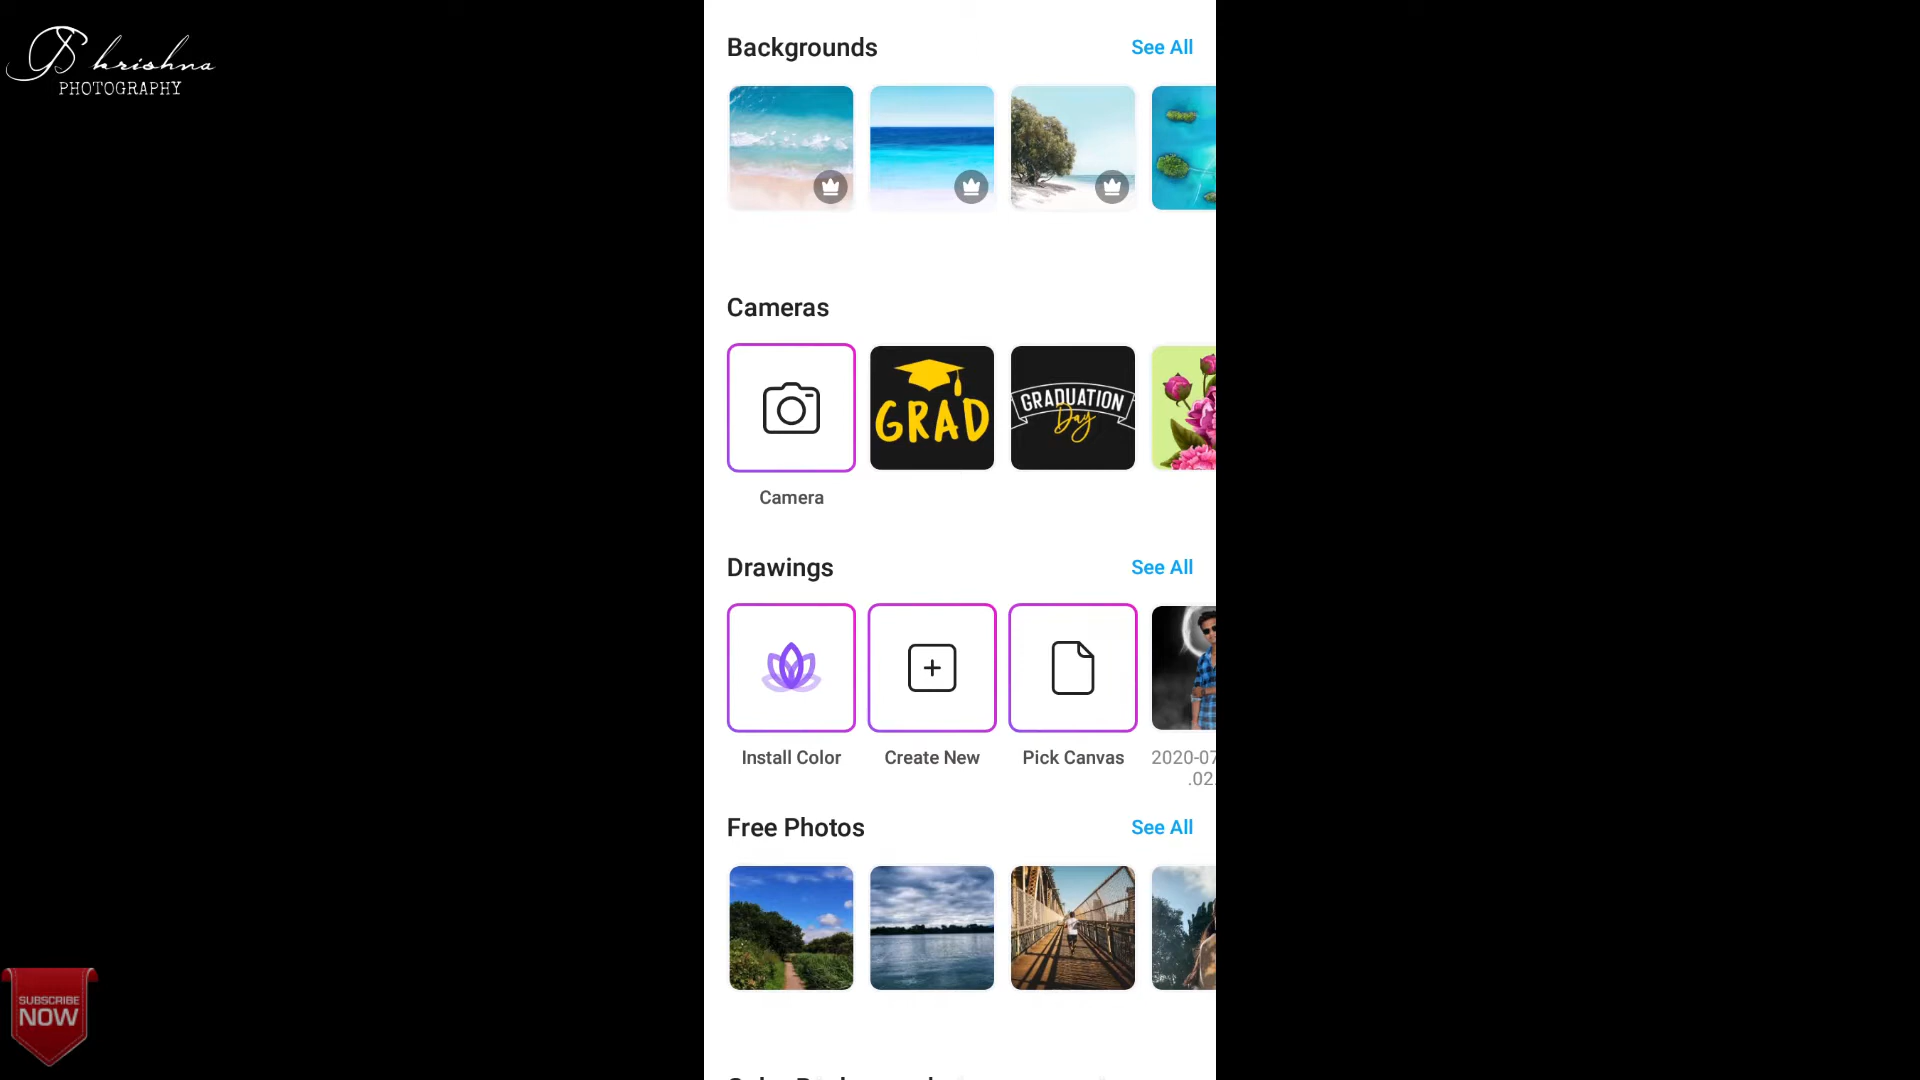 krishna
PHOTOGRAPHY
Backgrounds
See All
Cameras
GRAD
GRADUATION
Day
Camera
Drawings
See All
Install Color
Create New
Pick Canvas
2020-07
.02.
Free Photos
See All
SUBSCRIBE
NOW